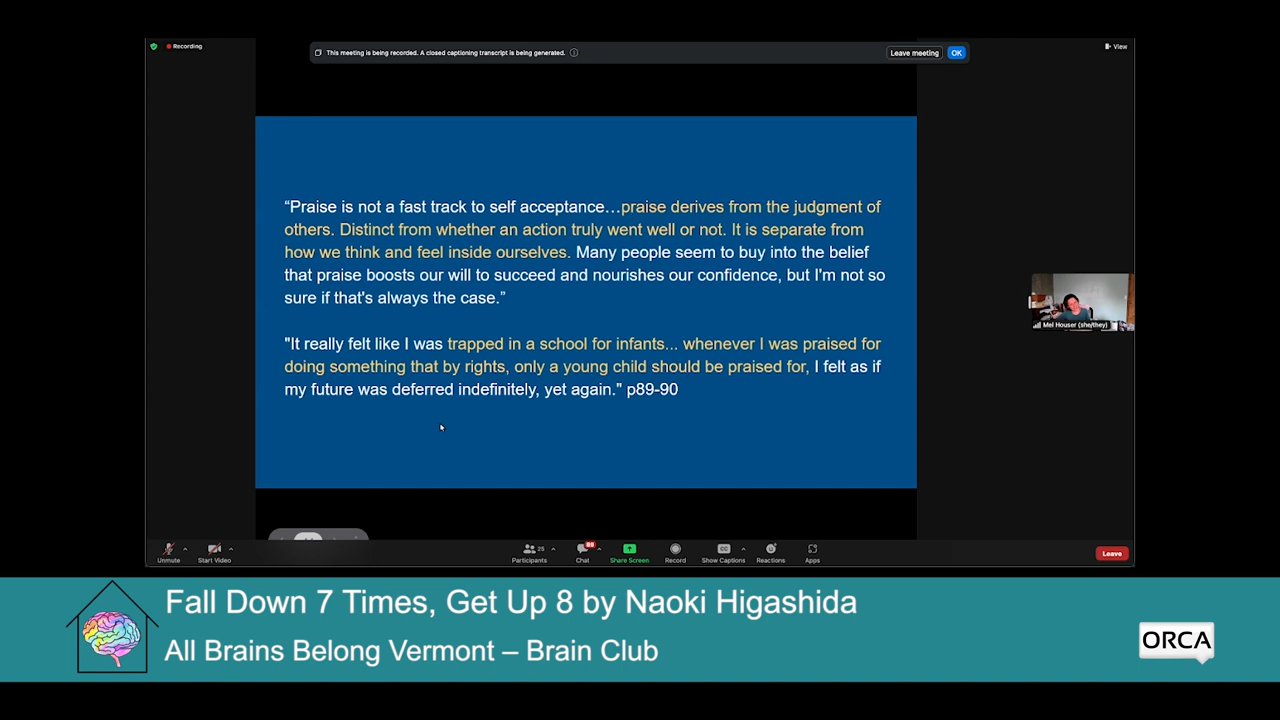 Recording
This meeting is being recorded. A closed captioning transcript is being generated.
Leave meeting
OK
View
“Praise is not a fast track to self acceptance…praise derives from the judgment of
others. Distinct from whether an action truly went well or not. It is separate from
how we think and feel inside ourselves. Many people seem to buy into the belief
that praise boosts our will to succeed and nourishes our confidence, but I'm not so
sure if that's always the case.”
"It really felt like I was trapped in a school for infants... whenever I was praised for
doing something that by rights, only a young child should be praised for, I felt as if
my future was deferred indefinitely, yet again." p89-90
Mel Houser (she/they)
Unmute
Start Video
Participants
25
Chat
Share Screen
Record
CC
Show Captions
Reactions
Apps
Leave
Fall Down 7 Times, Get Up 8 by Naoki Higashida
All Brains Belong Vermont – Brain Club
ORCA